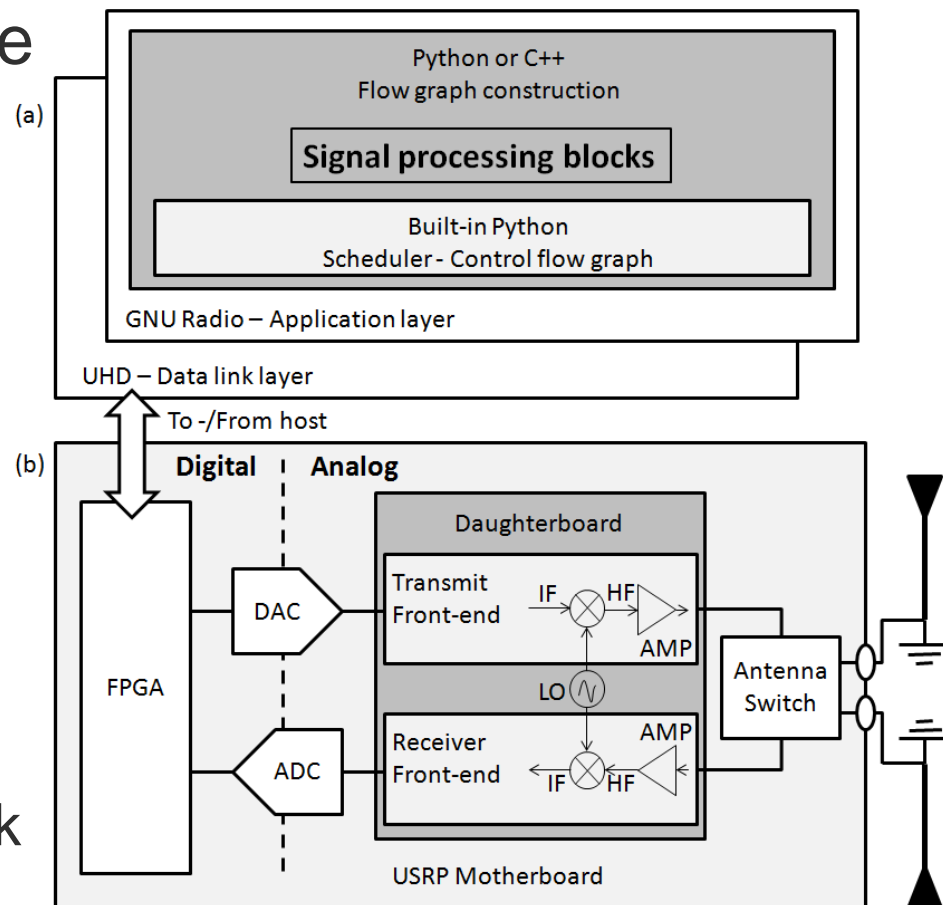 e
(a)
Python or C++
Flow graph construction
Signal processing blocks
Built-in Python
Scheduler - Control flow graph
GNU Radio – Application layer
UHD – Data link layer
To -/From host
(b)
Digital
Analog
Daughterboard
Transmit
Front-end
IF
HF
AMP
DAC
FPGA
LO
Antenna
Switch
ADC
Receiver
Front-end
AMP
IF
HF
k
USRP Motherboard